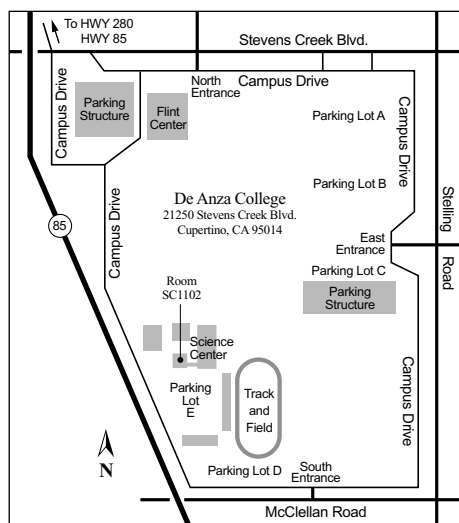 To HWY 280
HWY 85
Stevens Creek Blvd.
North
Entrance
Campus Drive
Campus Drive
Parking
Structure
Flint
Center
Parking Lot A
Campus Drive
Parking Lot B
De Anza College
21250 Stevens Creek Blvd.
Cupertino, CA 95014
Stelling
Road
Campus Drive
85
East
Entrance
Parking Lot C
Parking
Structure
Room
SC1102
Science
Center
Parking
Lot
E
Track
and
Field
Campus Drive
N
Parking Lot D
South
Entrance
McClellan Road